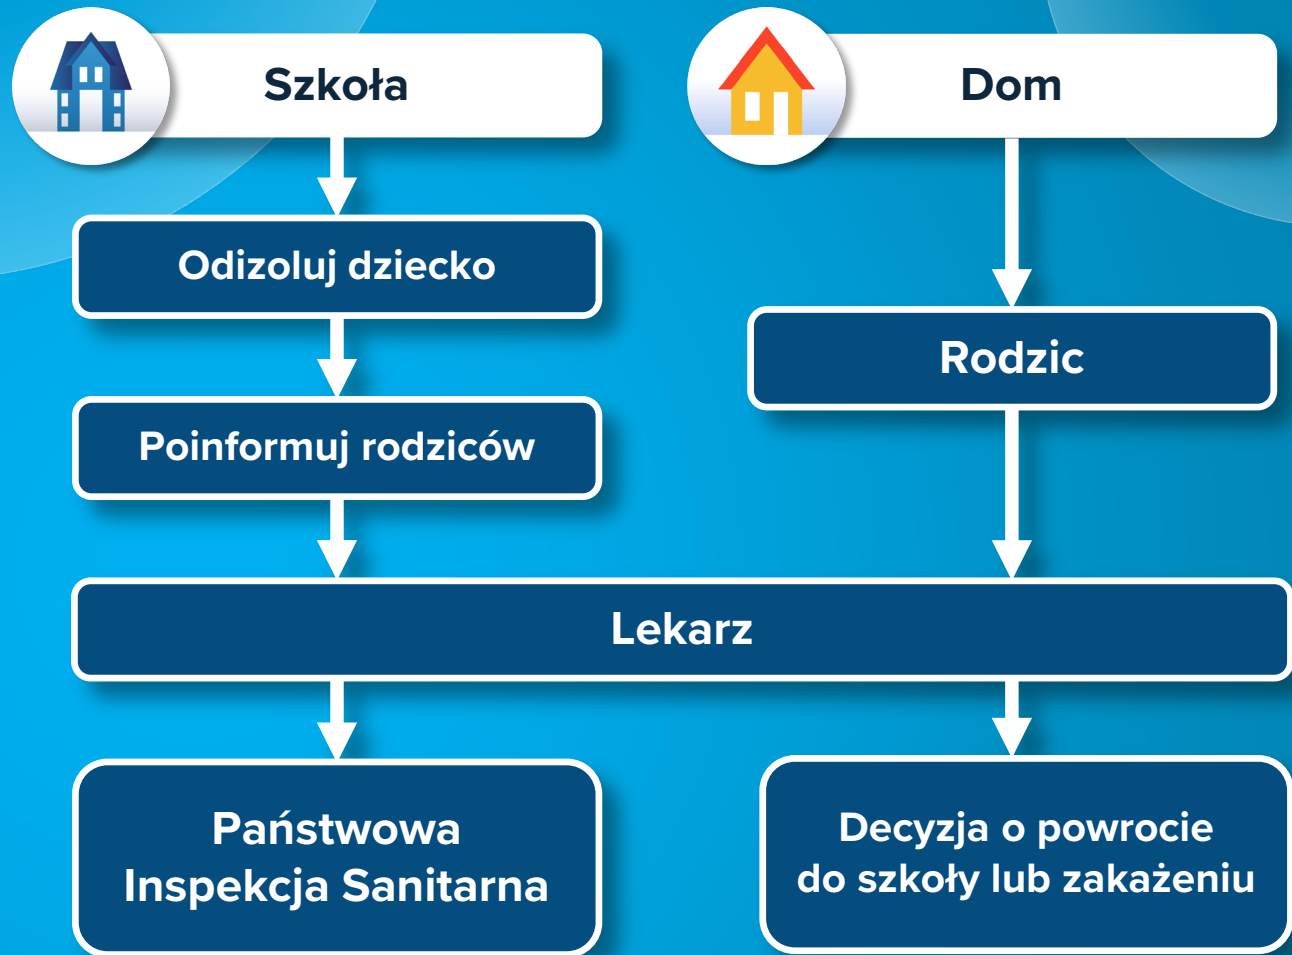 Szkoła
Dom
Odizoluj dziecko
Rodzic
Poinformuj rodziców
Lekarz
Państwowa
Inspekcja Sanitarna
Decyzja o powrocie
do szkoły lub zakażeniu